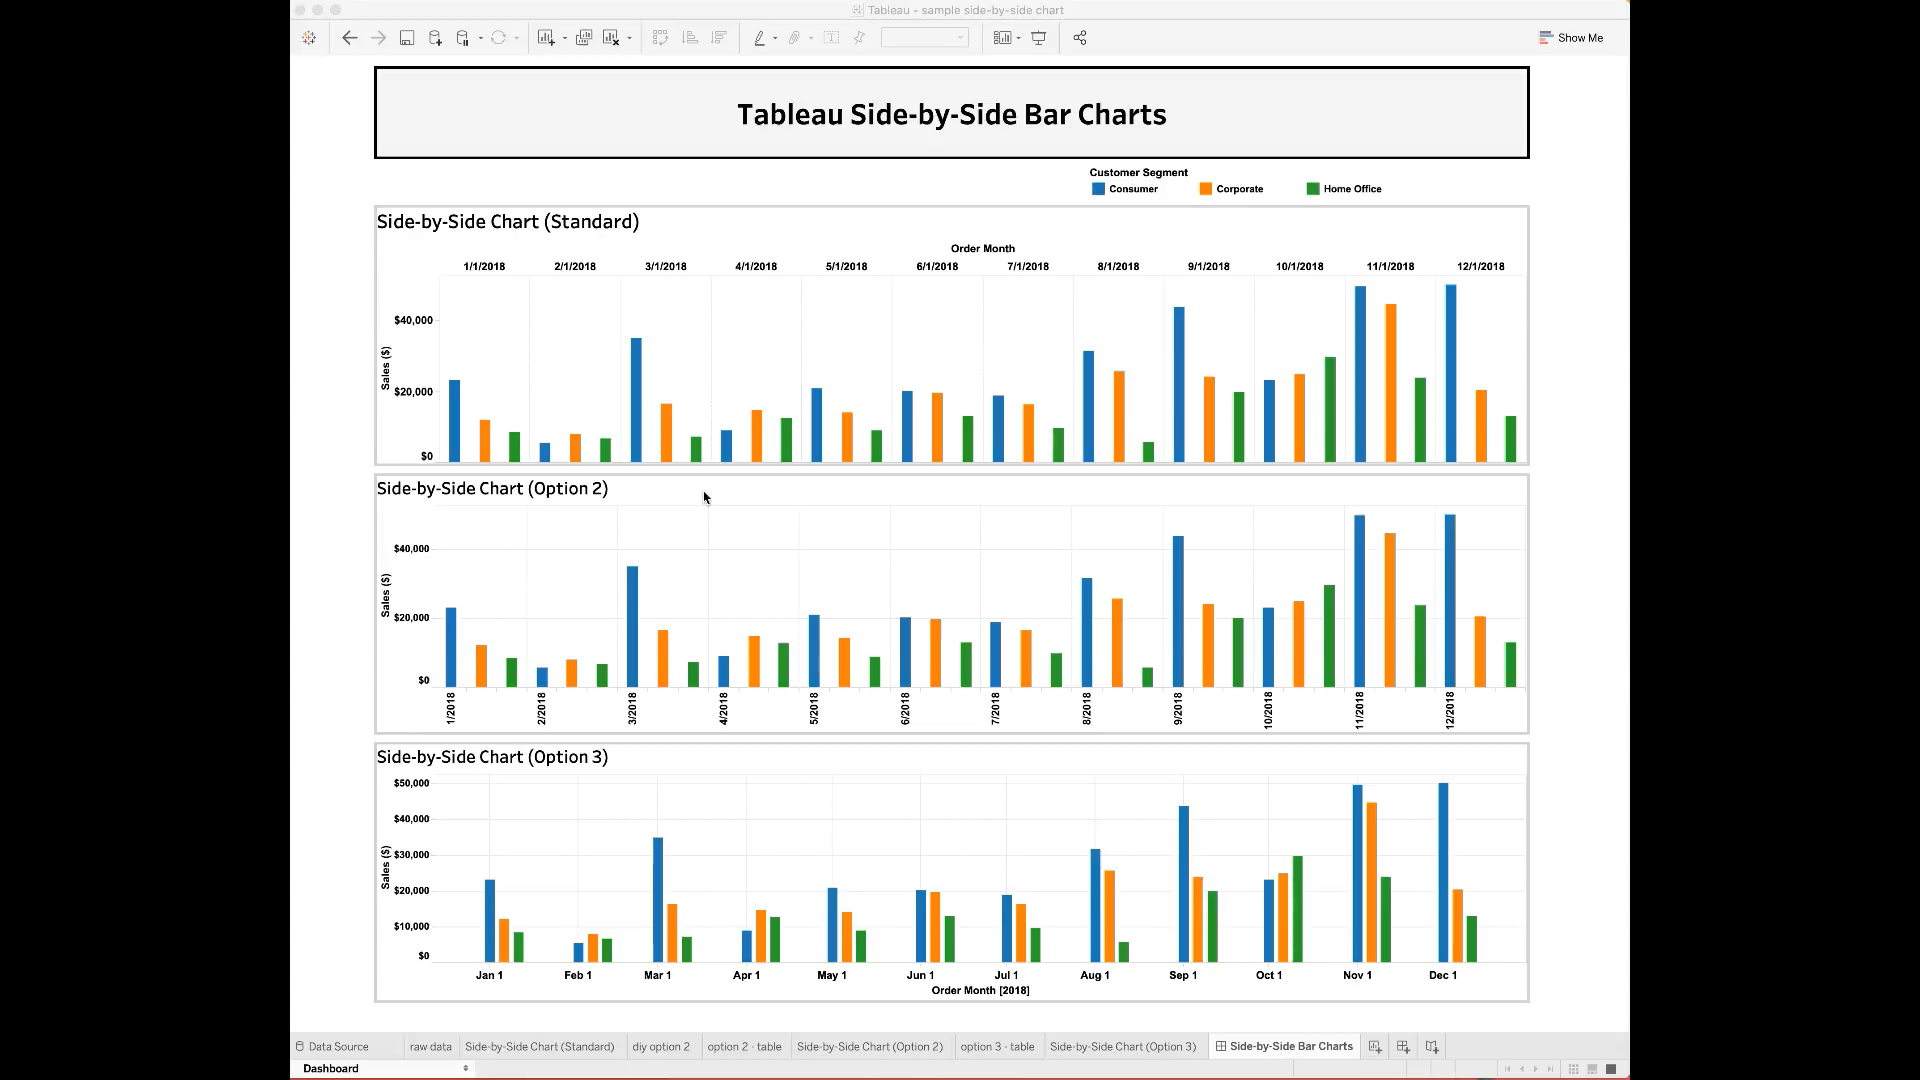 Tableau - sample side-by-side chart
Show Me
Tableau Side-by-Side Bar Charts
Customer Segment
Consumer Corporate Home Office
Side-by-Side Chart (Standard)
Order Month
1/1/2018 2/1/2018 3/1/2018 4/1/2018 5/1/2018 6/1/2018 7/1/2018 8/1/2018 9/1/2018 10/1/2018 11/1/2018 12/1/2018
$40,000
Sales ($)
$20,000
$0
Side-by-Side Chart (Option 2)
$40,000
Sales ($)
$20,000
$0
1/2018 2/2018 3/2018 4/2018 5/2018 6/2018 7/2018 8/2018 9/2018 10/2018 11/2018 12/2018
Side-by-Side Chart (Option 3)
$50,000
$40,000
Sales ($)
$30,000
$20,000
$10,000
$0
Jan 1 Feb 1 Mar 1 Apr 1 May 1 Jun 1 Jul 1 Aug 1 Sep 1 Oct 1 Nov 1 Dec 1
Order Month [2018]
Data Source raw data Side-by-Side Chart (Standard) diy option 2 option 2 - table Side-by-Side Chart (Option 2) option 3 - table Side-by-Side Chart (Option 3) Side-by-Side Bar Charts
Dashboard